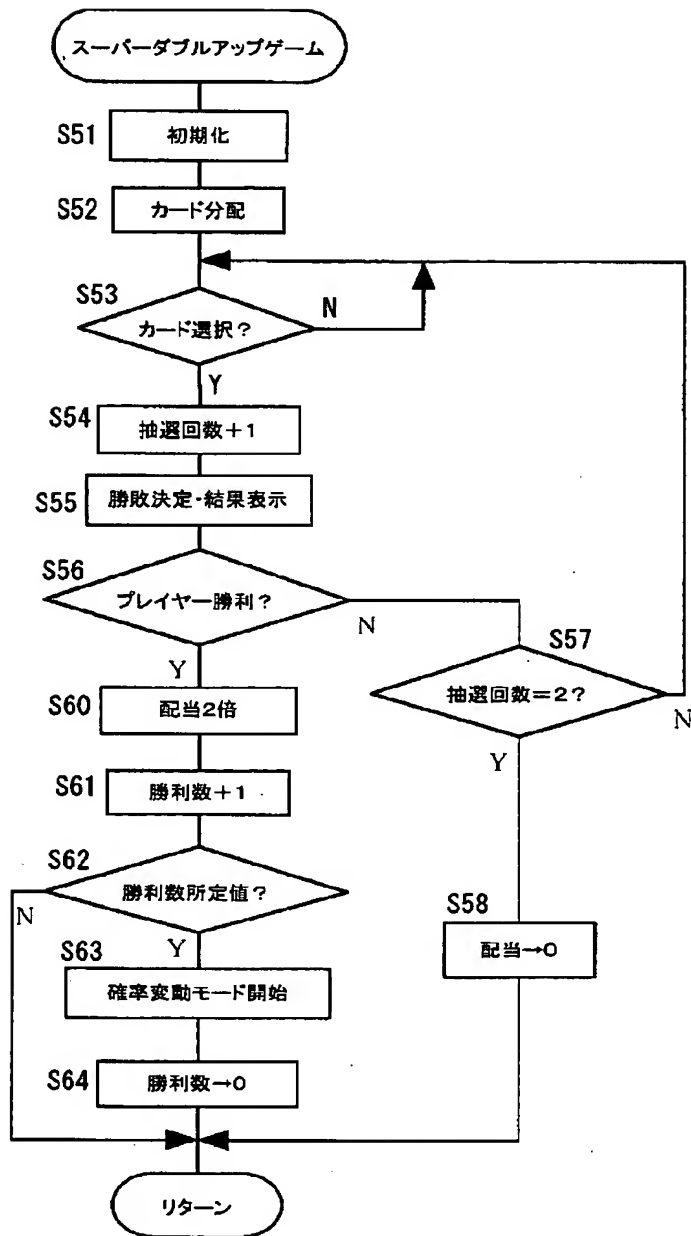 スーパーダブルアップゲーム
S51
初期化
S52
カード分配
S53
カード選択?
N
Y
S54
抽選回数+1
S55
勝敗決定・結果表示
S56
プレイヤー勝利?
N
Y
S57
抽選回数=2?
N
Y
S60
配当2倍
S61
勝利数+1
S62
勝利数所定値?
N
Y
S58
配当→0
S63
確率変動モード開始
S64
勝利数→0
リターン